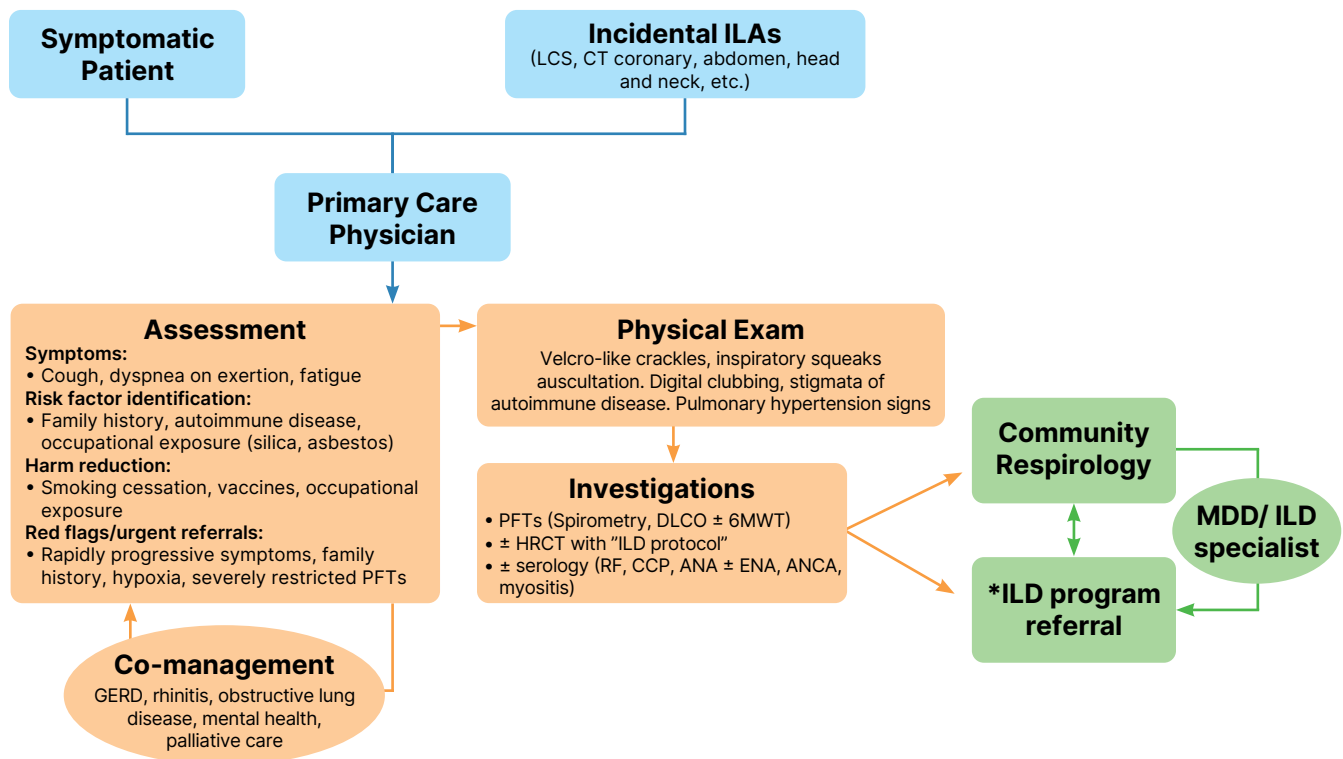 Symptomatic
Patient
Incidental ILAs
(LCS, CT coronary, abdomen, head
and neck, etc.)
Primary Care
Physician
Assessment
Symptoms:
• Cough, dyspnea on exertion, fatigue
Risk factor identification:
• Family history, autoimmune disease,
occupational exposure (silica, asbestos)
Harm reduction:
• Smoking cessation, vaccines, occupational
exposure
Red flags/urgent referrals:
• Rapidly progressive symptoms, family
history, hypoxia, severely restricted PFTs
Co-management
GERD, rhinitis, obstructive lung
disease, mental health,
palliative care
Physical Exam
Velcro-like crackles, inspiratory squeaks
auscultation. Digital clubbing, stigmata of
autoimmune disease. Pulmonary hypertension signs
Investigations
• PFTs (Spirometry, DLCO ± 6MWT)
• ± HRCT with ”ILD protocol”
• ± serology (RF, CCP, ANA ± ENA, ANCA,
myositis)
Community
Respirology
MDD/ ILD
specialist
*ILD program
referral